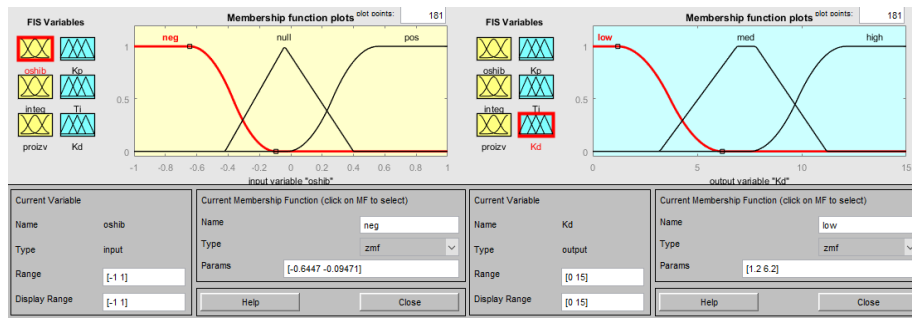 FIS Variables
Membership function plots plot points: 181
oshib
Kp
integ
Ti
proizv
Kd
neg
null
pos
1
0.5
0
-1 -0.8 -0.6 -0.4 -0.2 0 0.2 0.4 0.6 0.8 1
input variable "oshib"
Current Variable
Name oshib
Type input
Range [-1 1]
Display Range [-1 1]
Current Membership Function (click on MF to select)
Name neg
Type zmf
Params [-0.6447 -0.09471]
Help
Close
FIS Variables
Membership function plots plot points: 181
oshib
Kp
integ
Ti
proizv
Kd
low
med
high
1
0.5
0
0 5 10 15
output variable "Kd"
Current Variable
Name Kd
Type output
Range [0 15]
Display Range [0 15]
Current Membership Function (click on MF to select)
Name low
Type zmf
Params [1.2 6.2]
Help
Close